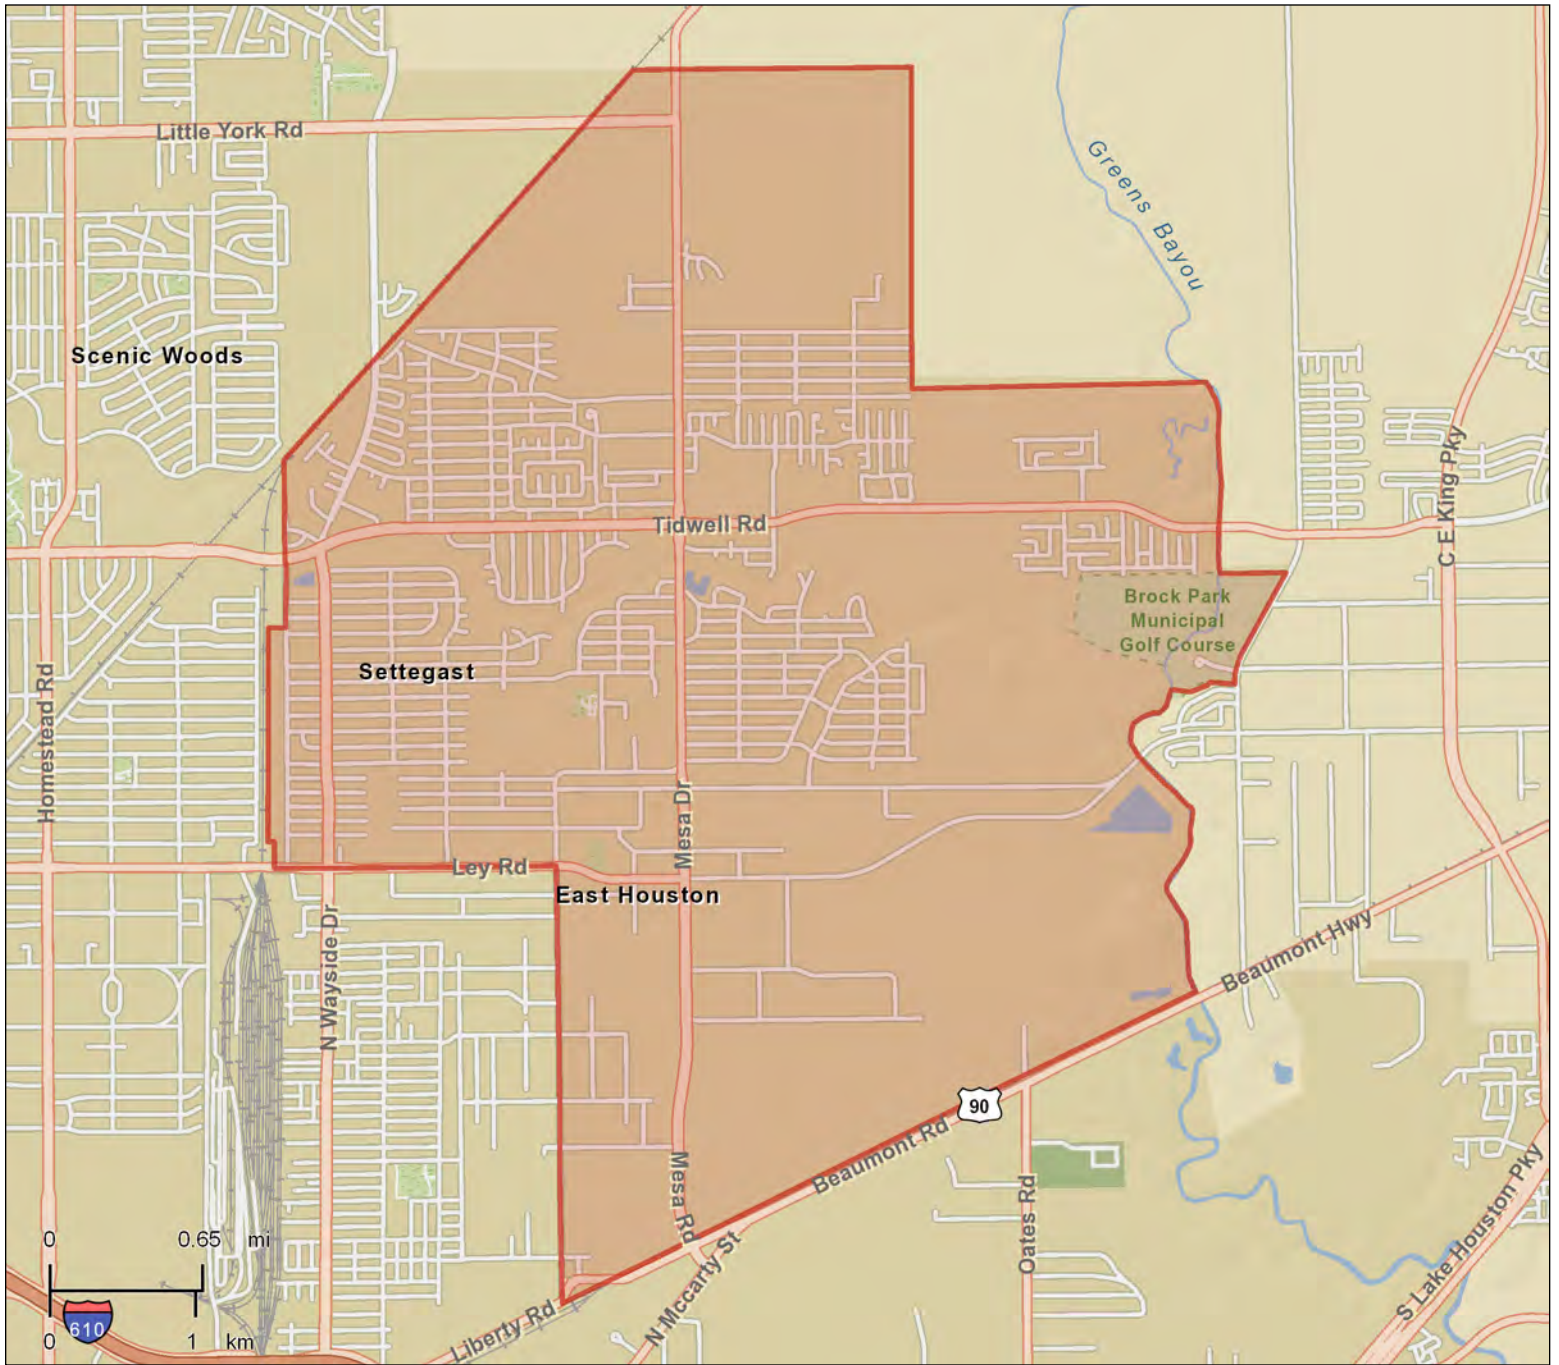 Little York Rd
Greens Bayou
Scenic Woods
C E King Pky
Tidwell Rd
Brock Park
Municipal
Golf Course
Settegast
Homestead Rd
Mesa Dr
Ley Rd
East Houston
N Wayside Dr
Beaumont Hwy
90
Beaumont Rd
Mesa Rd
Oates Rd
S Lake Houston Pky
N Mccarty St
Liberty Rd
0 0.65 mi
610
0 1 km